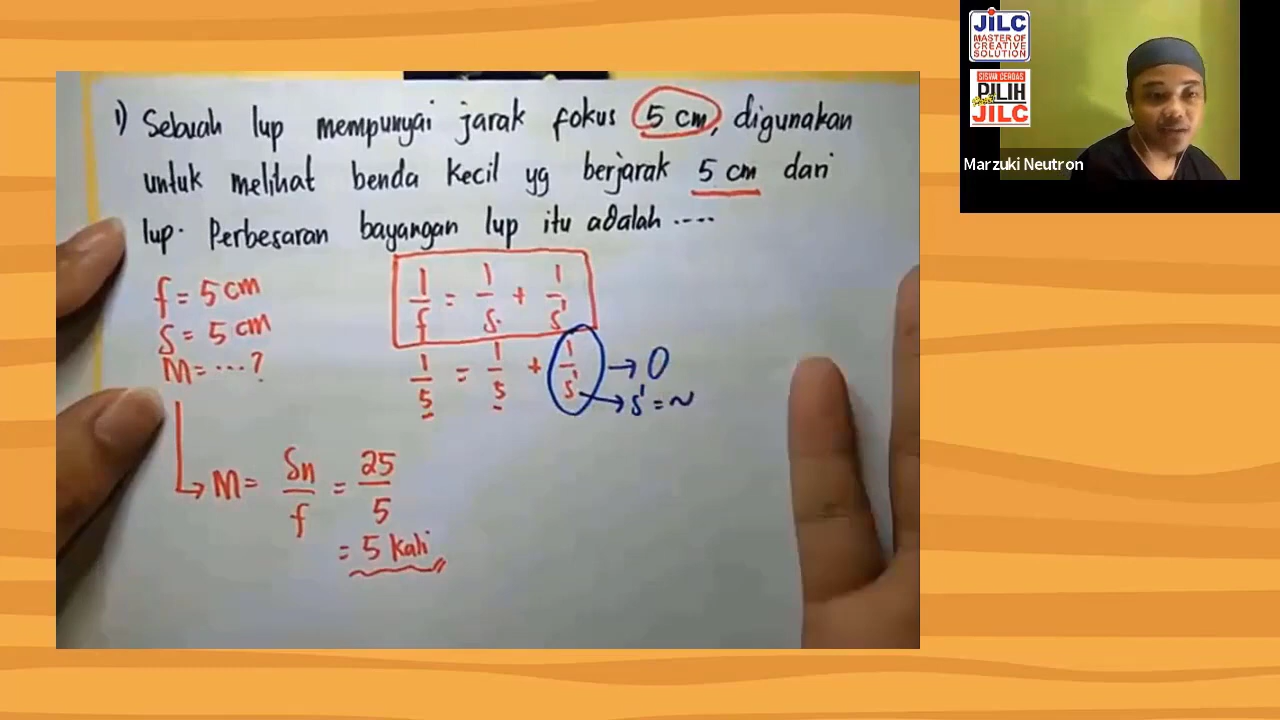 1) Sebuah lup mempunyai jarak fokus 5 cm, digunakan
untuk melihat benda kecil yg berjarak 5 cm dari
lup. Perbesaran bayangan lup itu adalah ....
f = 5 cm
S = 5 cm
M = ...?
1/f = 1/s + 1/s'
1/5 = 1/5 + 1/s' → 0
→ s' = ~
M = Sn/f = 25/5
= 5 kali
JILC
MASTER OF
CREATIVE
SOLUTION
SISWA CERDAS
PILIH
JILC
Marzuki Neutron